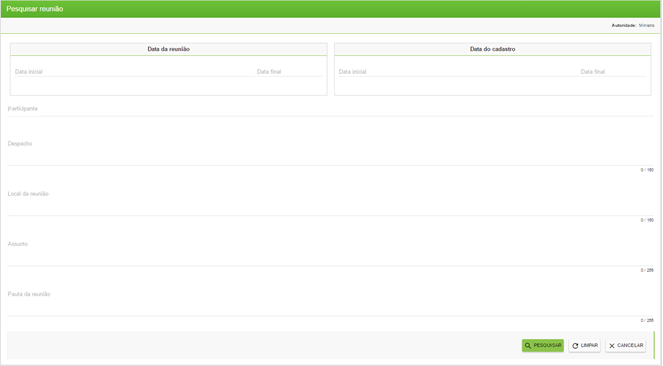 Pesquisar reunião
Autoridade: Ministro
Data da reunião
Data do cadastro
Data inicial Data final
Data inicial Data final
Participante
Despacho
0 / 160
Local da reunião
0 / 160
Assunto
0 / 255
Pauta da reunião
0 / 255
PESQUISAR LIMPAR CANCELAR